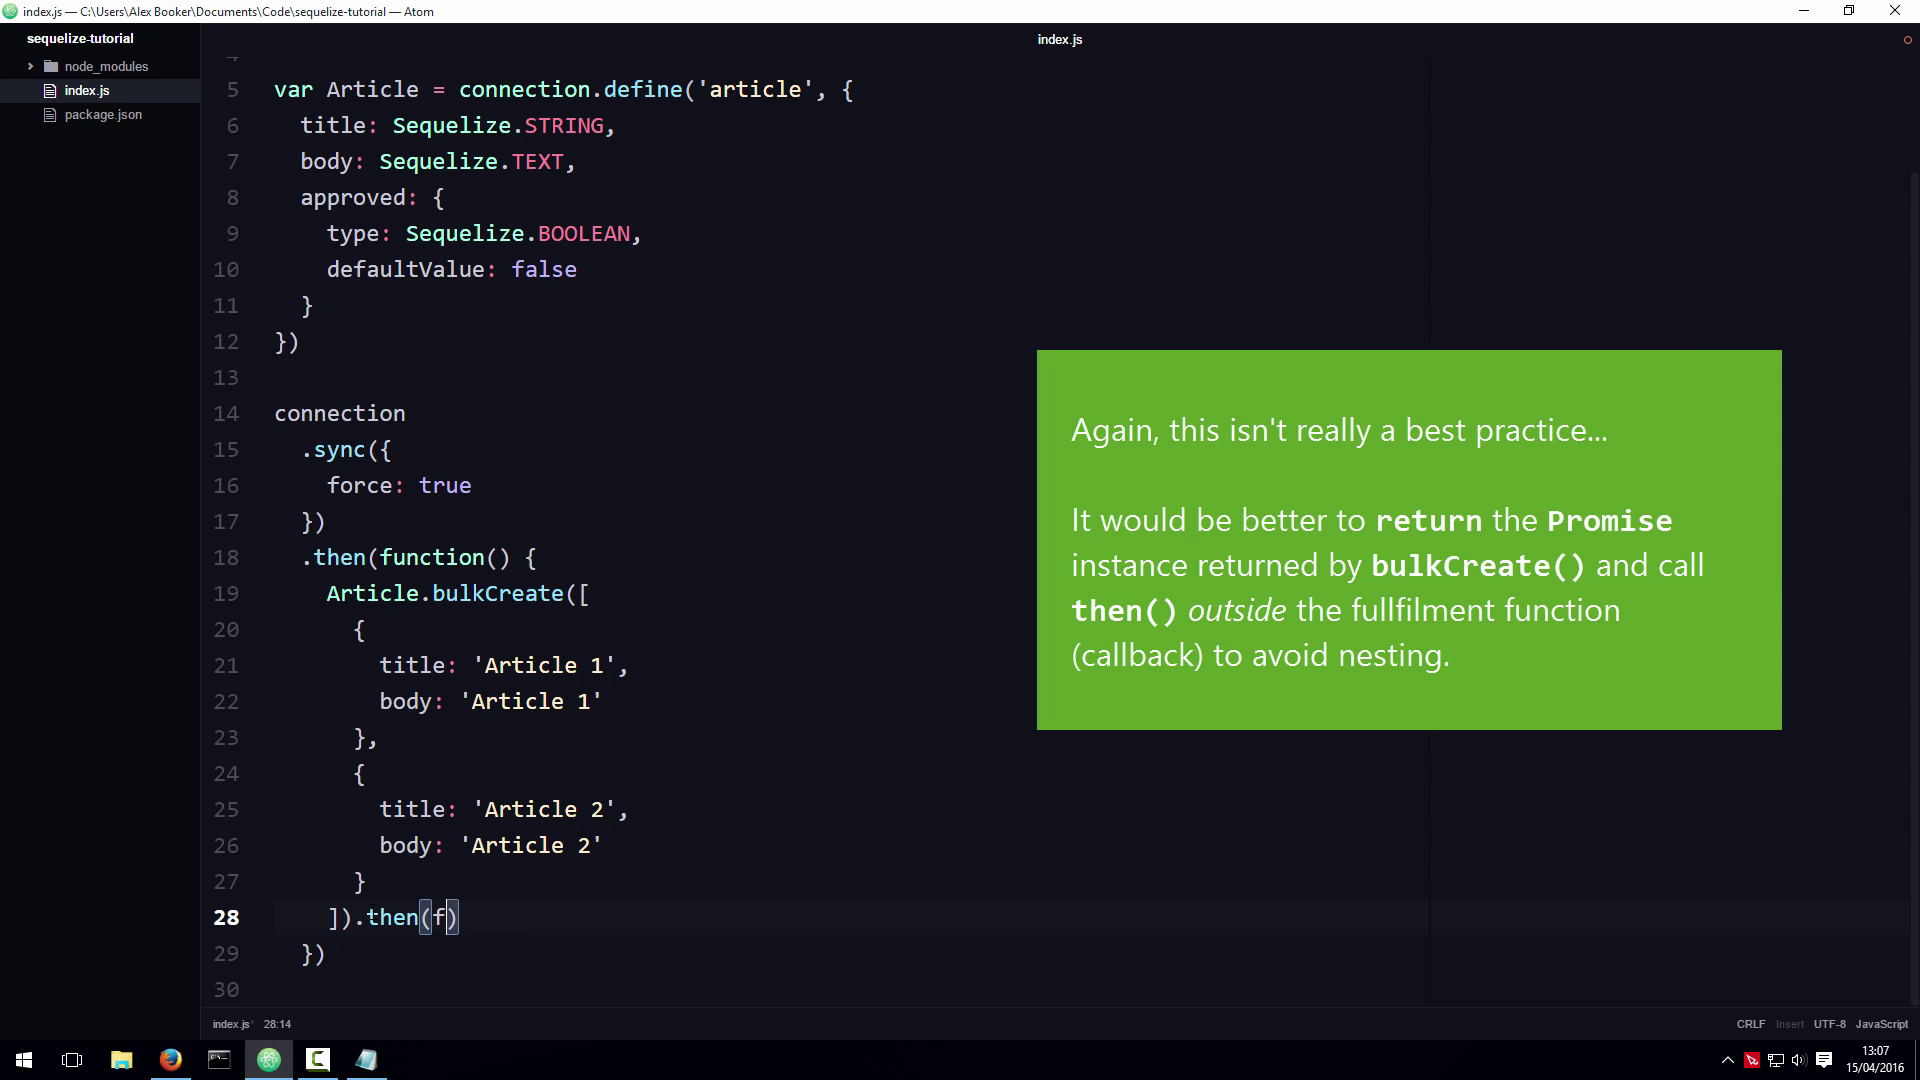 index.js — C:\Users\Alex Booker\Documents\Code\sequelize-tutorial — Atom
sequelize-tutorial
node_modules
index.js
package.json
index.js
4
5 var Article = connection.define('article', {
6 title: Sequelize.STRING,
7 body: Sequelize.TEXT,
8 approved: {
9 type: Sequelize.BOOLEAN,
10 defaultValue: false
11 }
12 })
13
14 connection
15 .sync({
16 force: true
17 })
18 .then(function() {
19 Article.bulkCreate([
20 {
21 title: 'Article 1',
22 body: 'Article 1'
23 },
24 {
25 title: 'Article 2',
26 body: 'Article 2'
27 }
28 ]).then(f)
29 })
30
Again, this isn't really a best practice...
It would be better to return the Promise
instance returned by bulkCreate() and call
then() outside the fullfilment function
(callback) to avoid nesting.
index.js* 28:14
CRLF Insert UTF-8 JavaScript
13:07
15/04/2016